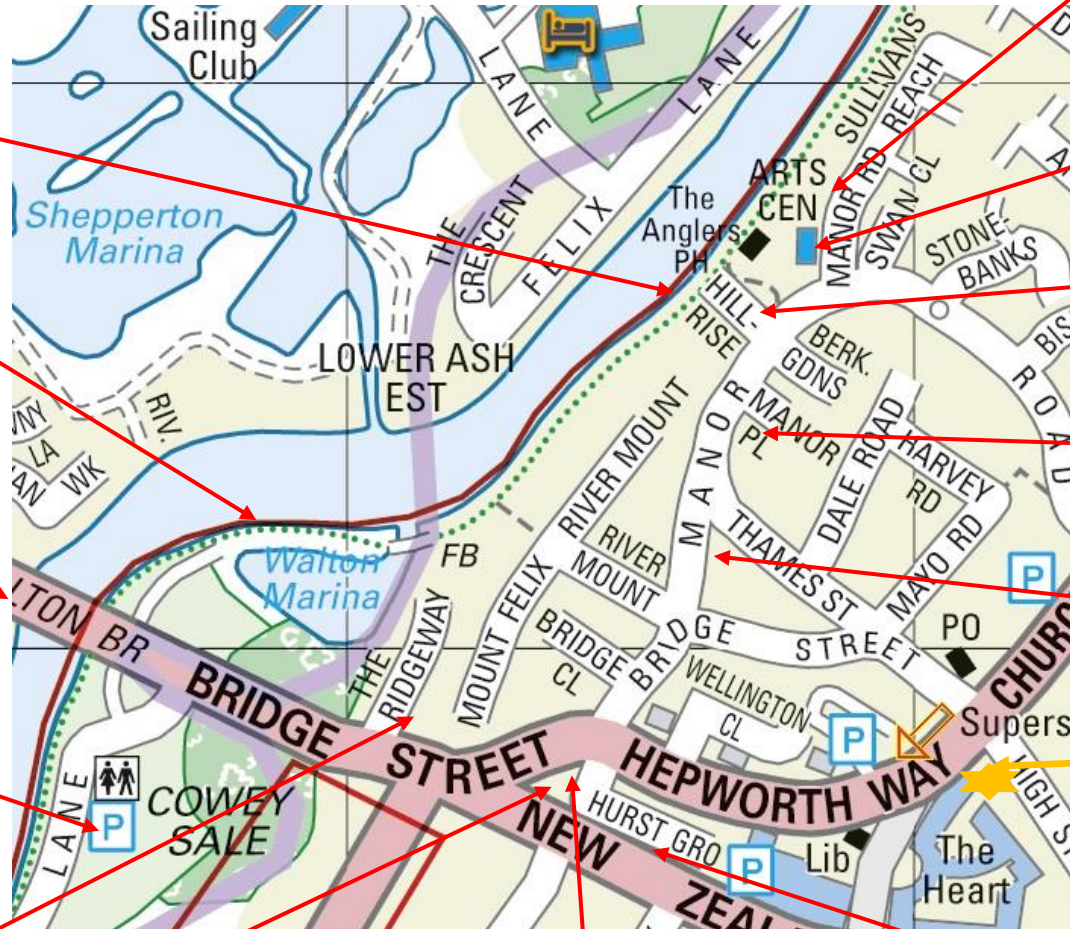 Sailing
Club
LANE
LANE
SULLIVANS
REACH
MANOR RD
SWAN CL
ARTS
CEN
The
Anglers
PH
STONE-
BANKS
Shepperton
Marina
THE
CRESCENT
FELIX
HILL-
RISE
BERK.
GDNS
LOWER ASH
EST
RIV.
LA
WK
MANOR
PL
MANOR
ROAD
DALE ROAD
HARVEY
RD
MAYO RD
THAMES ST
RIVER MOUNT
RIVER
MOUNT
MOUNT FELIX
FB
Walton
Marina
P
PO
LTON BR
BRIDGE
STREET
THE
RIDGEWAY
BRIDGE
CL
BRIDGE STREET
WELLINGTON
CL
P
HEPWORTH WAY
CHURC
Supers
HIGH ST
NEW
ZEAL
HURST GRO
P
Lib
The
Heart
COWEY
SALE
P
LANE